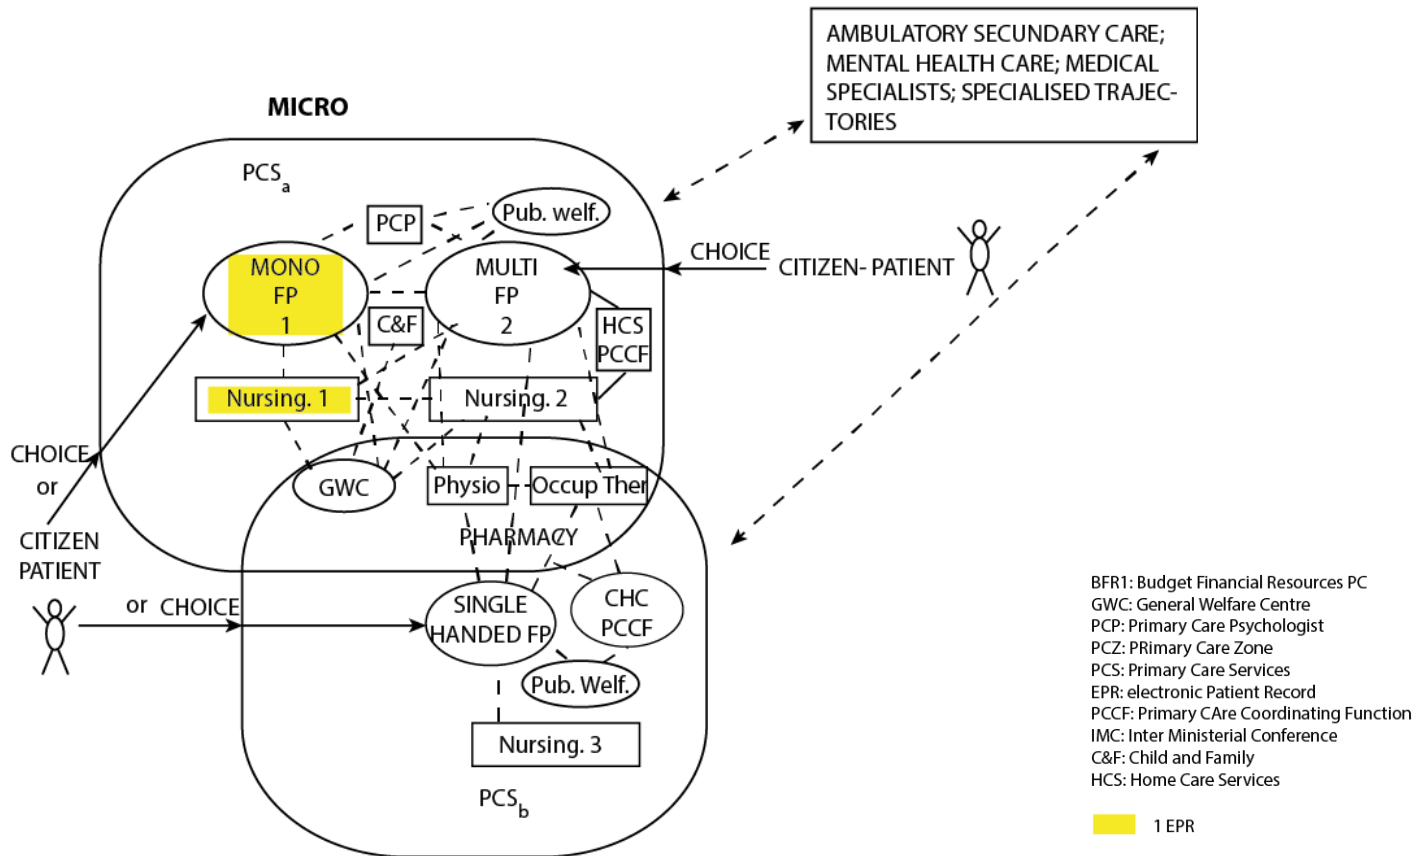 AMBULATORY SECUNDARY CARE;
MENTAL HEALTH CARE; MEDICAL
SPECIALISTS; SPECIALISED TRAJEC-
TORIES
MICRO
PCSa
PCP
Pub. welf.
MONO
FP
1
MULTI
FP
2
CHOICE
CITIZEN- PATIENT
C&F
HCS
PCCF
Nursing. 1
Nursing. 2
CHOICE
or
CITIZEN
PATIENT
GWC
Physio
Occup Ther
PHARMACY
or CHOICE
SINGLE
HANDED FP
CHC
PCCF
Pub. Welf.
Nursing. 3
PCSb
BFR1: Budget Financial Resources PC
GWC: General Welfare Centre
PCP: Primary Care Psychologist
PCZ: PRimary Care Zone
PCS: Primary Care Services
EPR: electronic Patient Record
PCCF: Primary CAre Coordinating Function
IMC: Inter Ministerial Conference
C&F: Child and Family
HCS: Home Care Services
1 EPR